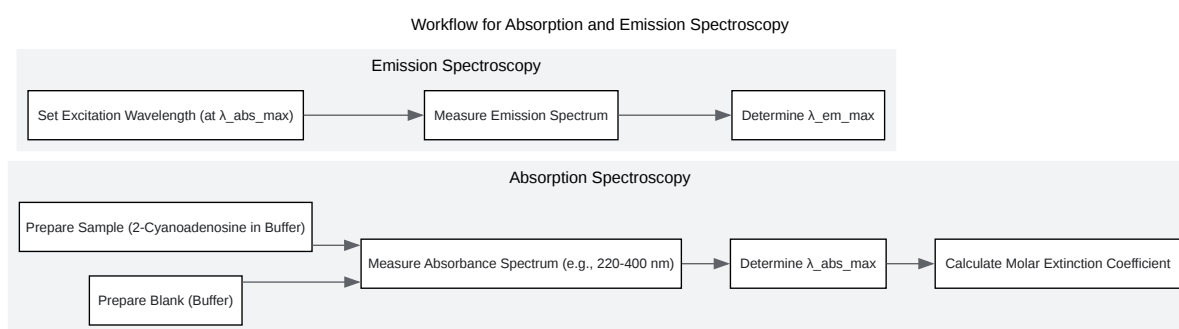 Workflow for Absorption and Emission Spectroscopy
Emission Spectroscopy
Set Excitation Wavelength (at λ_abs_max)
Measure Emission Spectrum
Determine λ_em_max
Absorption Spectroscopy
Prepare Sample (2-Cyanoadenosine in Buffer)
Prepare Blank (Buffer)
Measure Absorbance Spectrum (e.g., 220-400 nm)
Determine λ_abs_max
Calculate Molar Extinction Coefficient